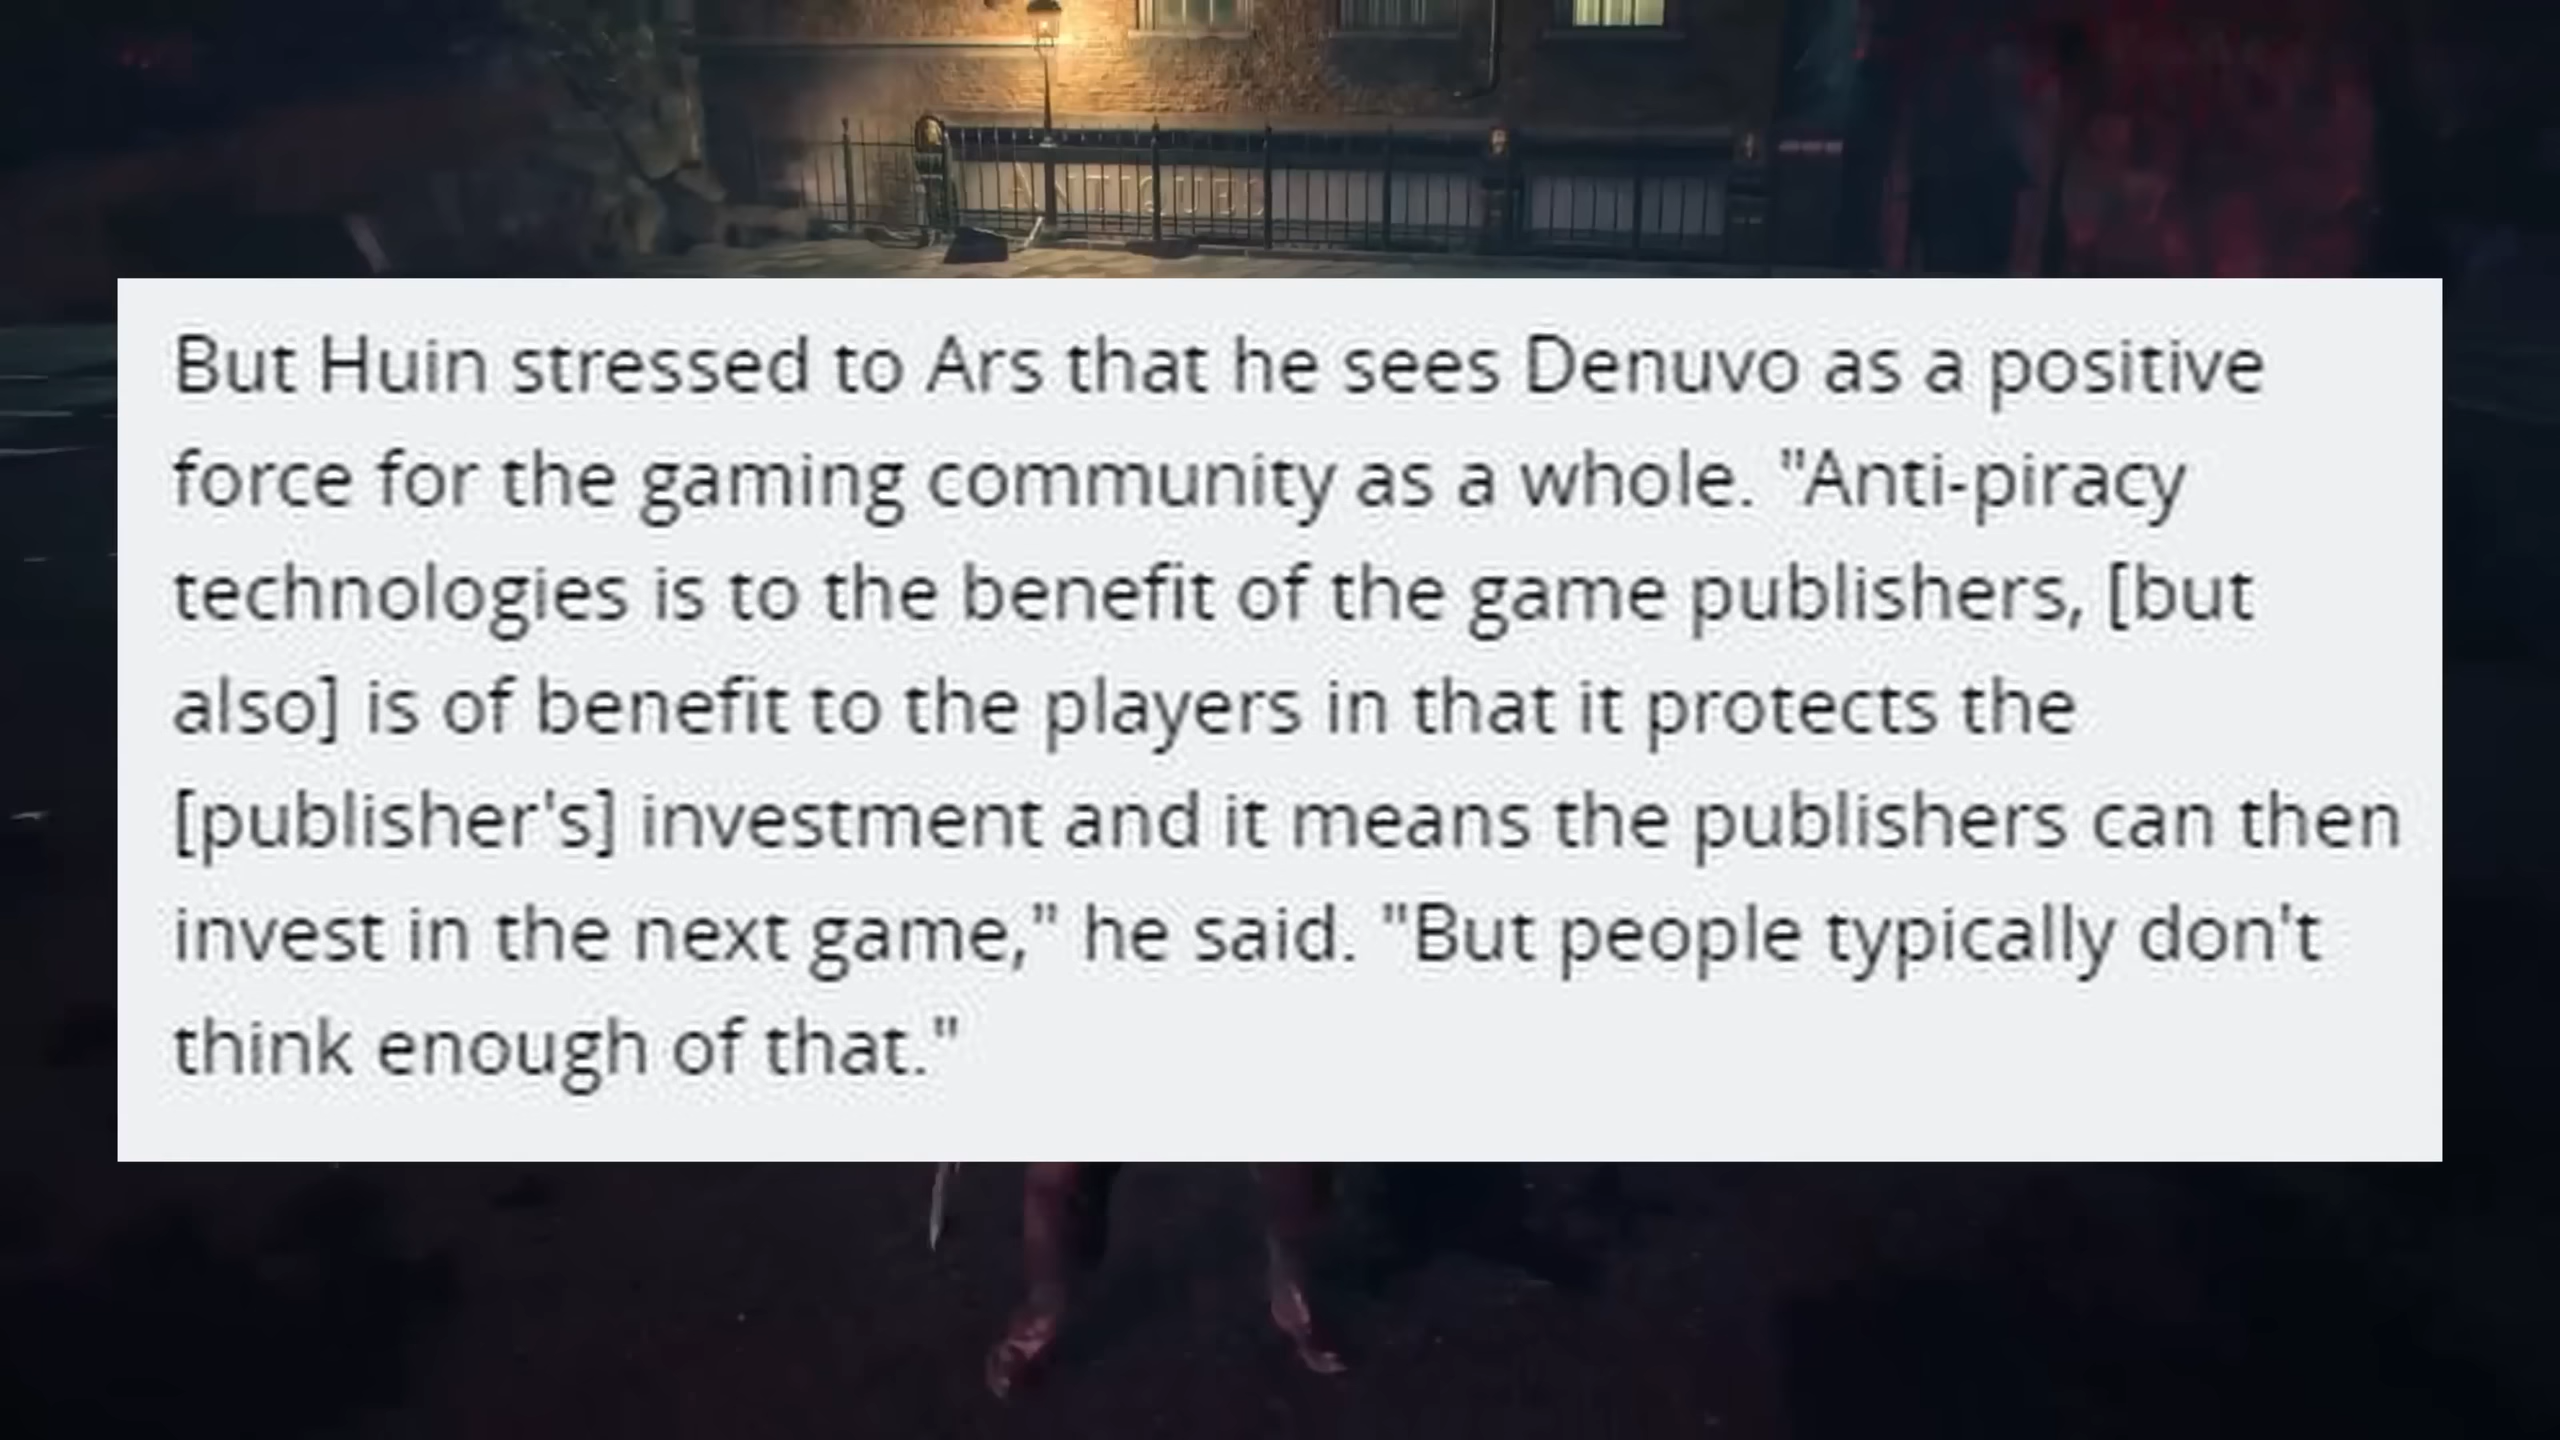 ANTIQUES
But Huin stressed to Ars that he sees Denuvo as a positive
force for the gaming community as a whole. "Anti-piracy
technologies is to the benefit of the game publishers, [but
also] is of benefit to the players in that it protects the
[publisher's] investment and it means the publishers can then
invest in the next game," he said. "But people typically don't
think enough of that."